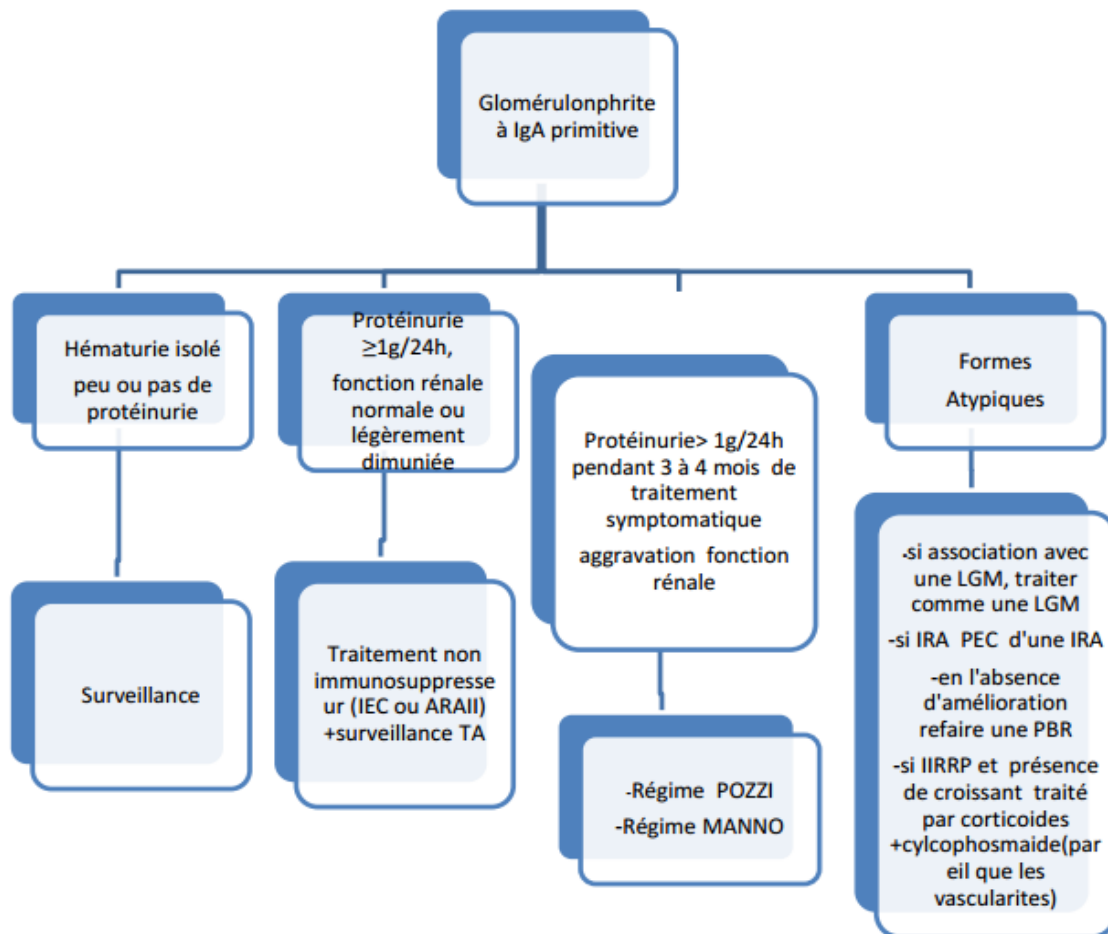 Glomérulonphrite
à IgA primitive
Hématurie isolé
peu ou pas de
protéinurie
Surveillance
Protéinurie
≥1g/24h,
fonction rénale
normale ou
légèrement
dimuniée
Traitement non
immunosuppresse
ur (IEC ou ARAII)
+surveillance TA
Protéinurie> 1g/24h
pendant 3 à 4 mois de
traitement
symptomatique
aggravation fonction
rénale
-Régime POZZI
-Régime MANNO
Formes
Atypiques
-si association avec
une LGM, traiter
comme une LGM
-si IRA PEC d'une IRA
-en l'absence
d'amélioration
refaire une PBR
-si IIRRP et présence
de croissant traité
par corticoides
+cylcophosmaide(par
eil que les
vascularites)